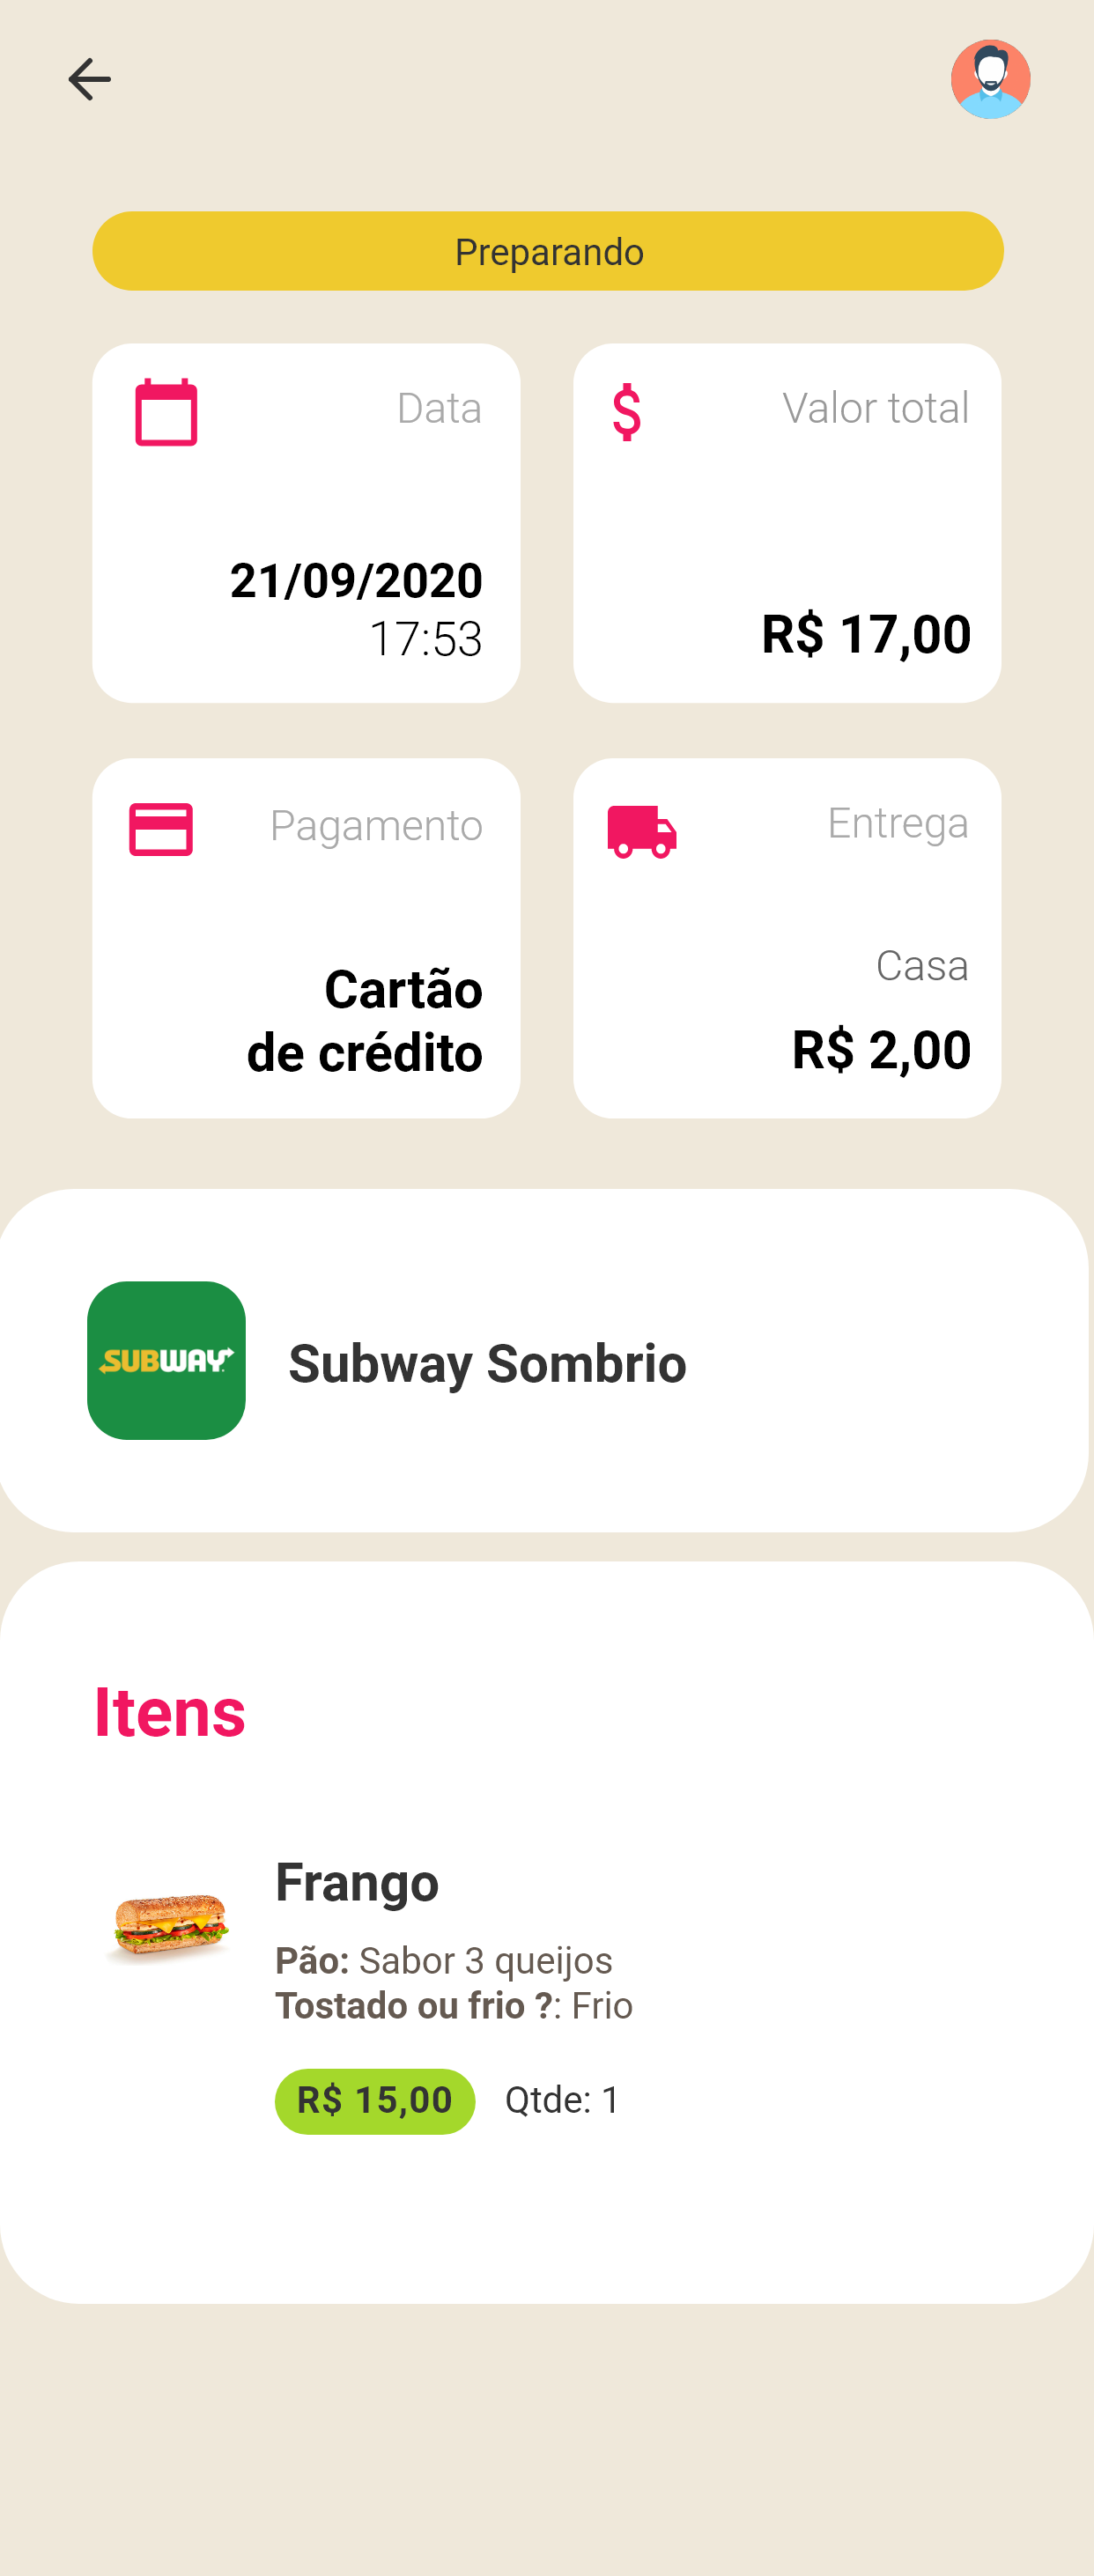 Preparando
Data
21/09/2020
17:53
Valor total
R$ 17,00
Pagamento
Cartão
de crédito
Entrega
Casa
R$ 2,00
SUBWAY
Subway Sombrio
Itens
Frango
Pão: Sabor 3 queijos
Tostado ou frio ?: Frio
R$ 15,00
Qtde: 1